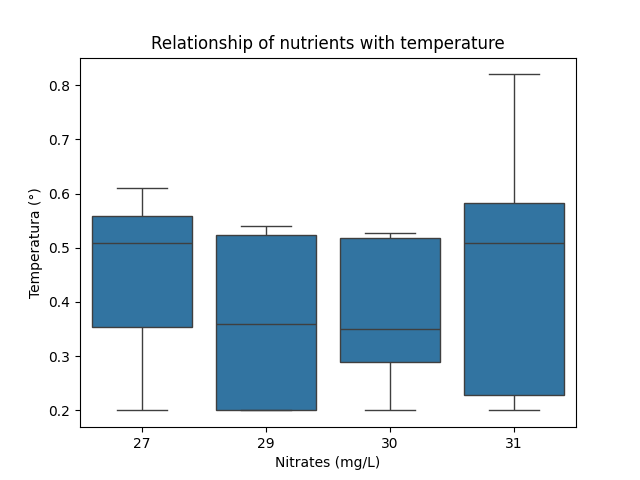 Relationship of nutrients with temperature
0.8
0.7
0.6
0.5
0.4
0.3
0.2
Temperatura (°)
27 29 30 31
Nitrates (mg/L)